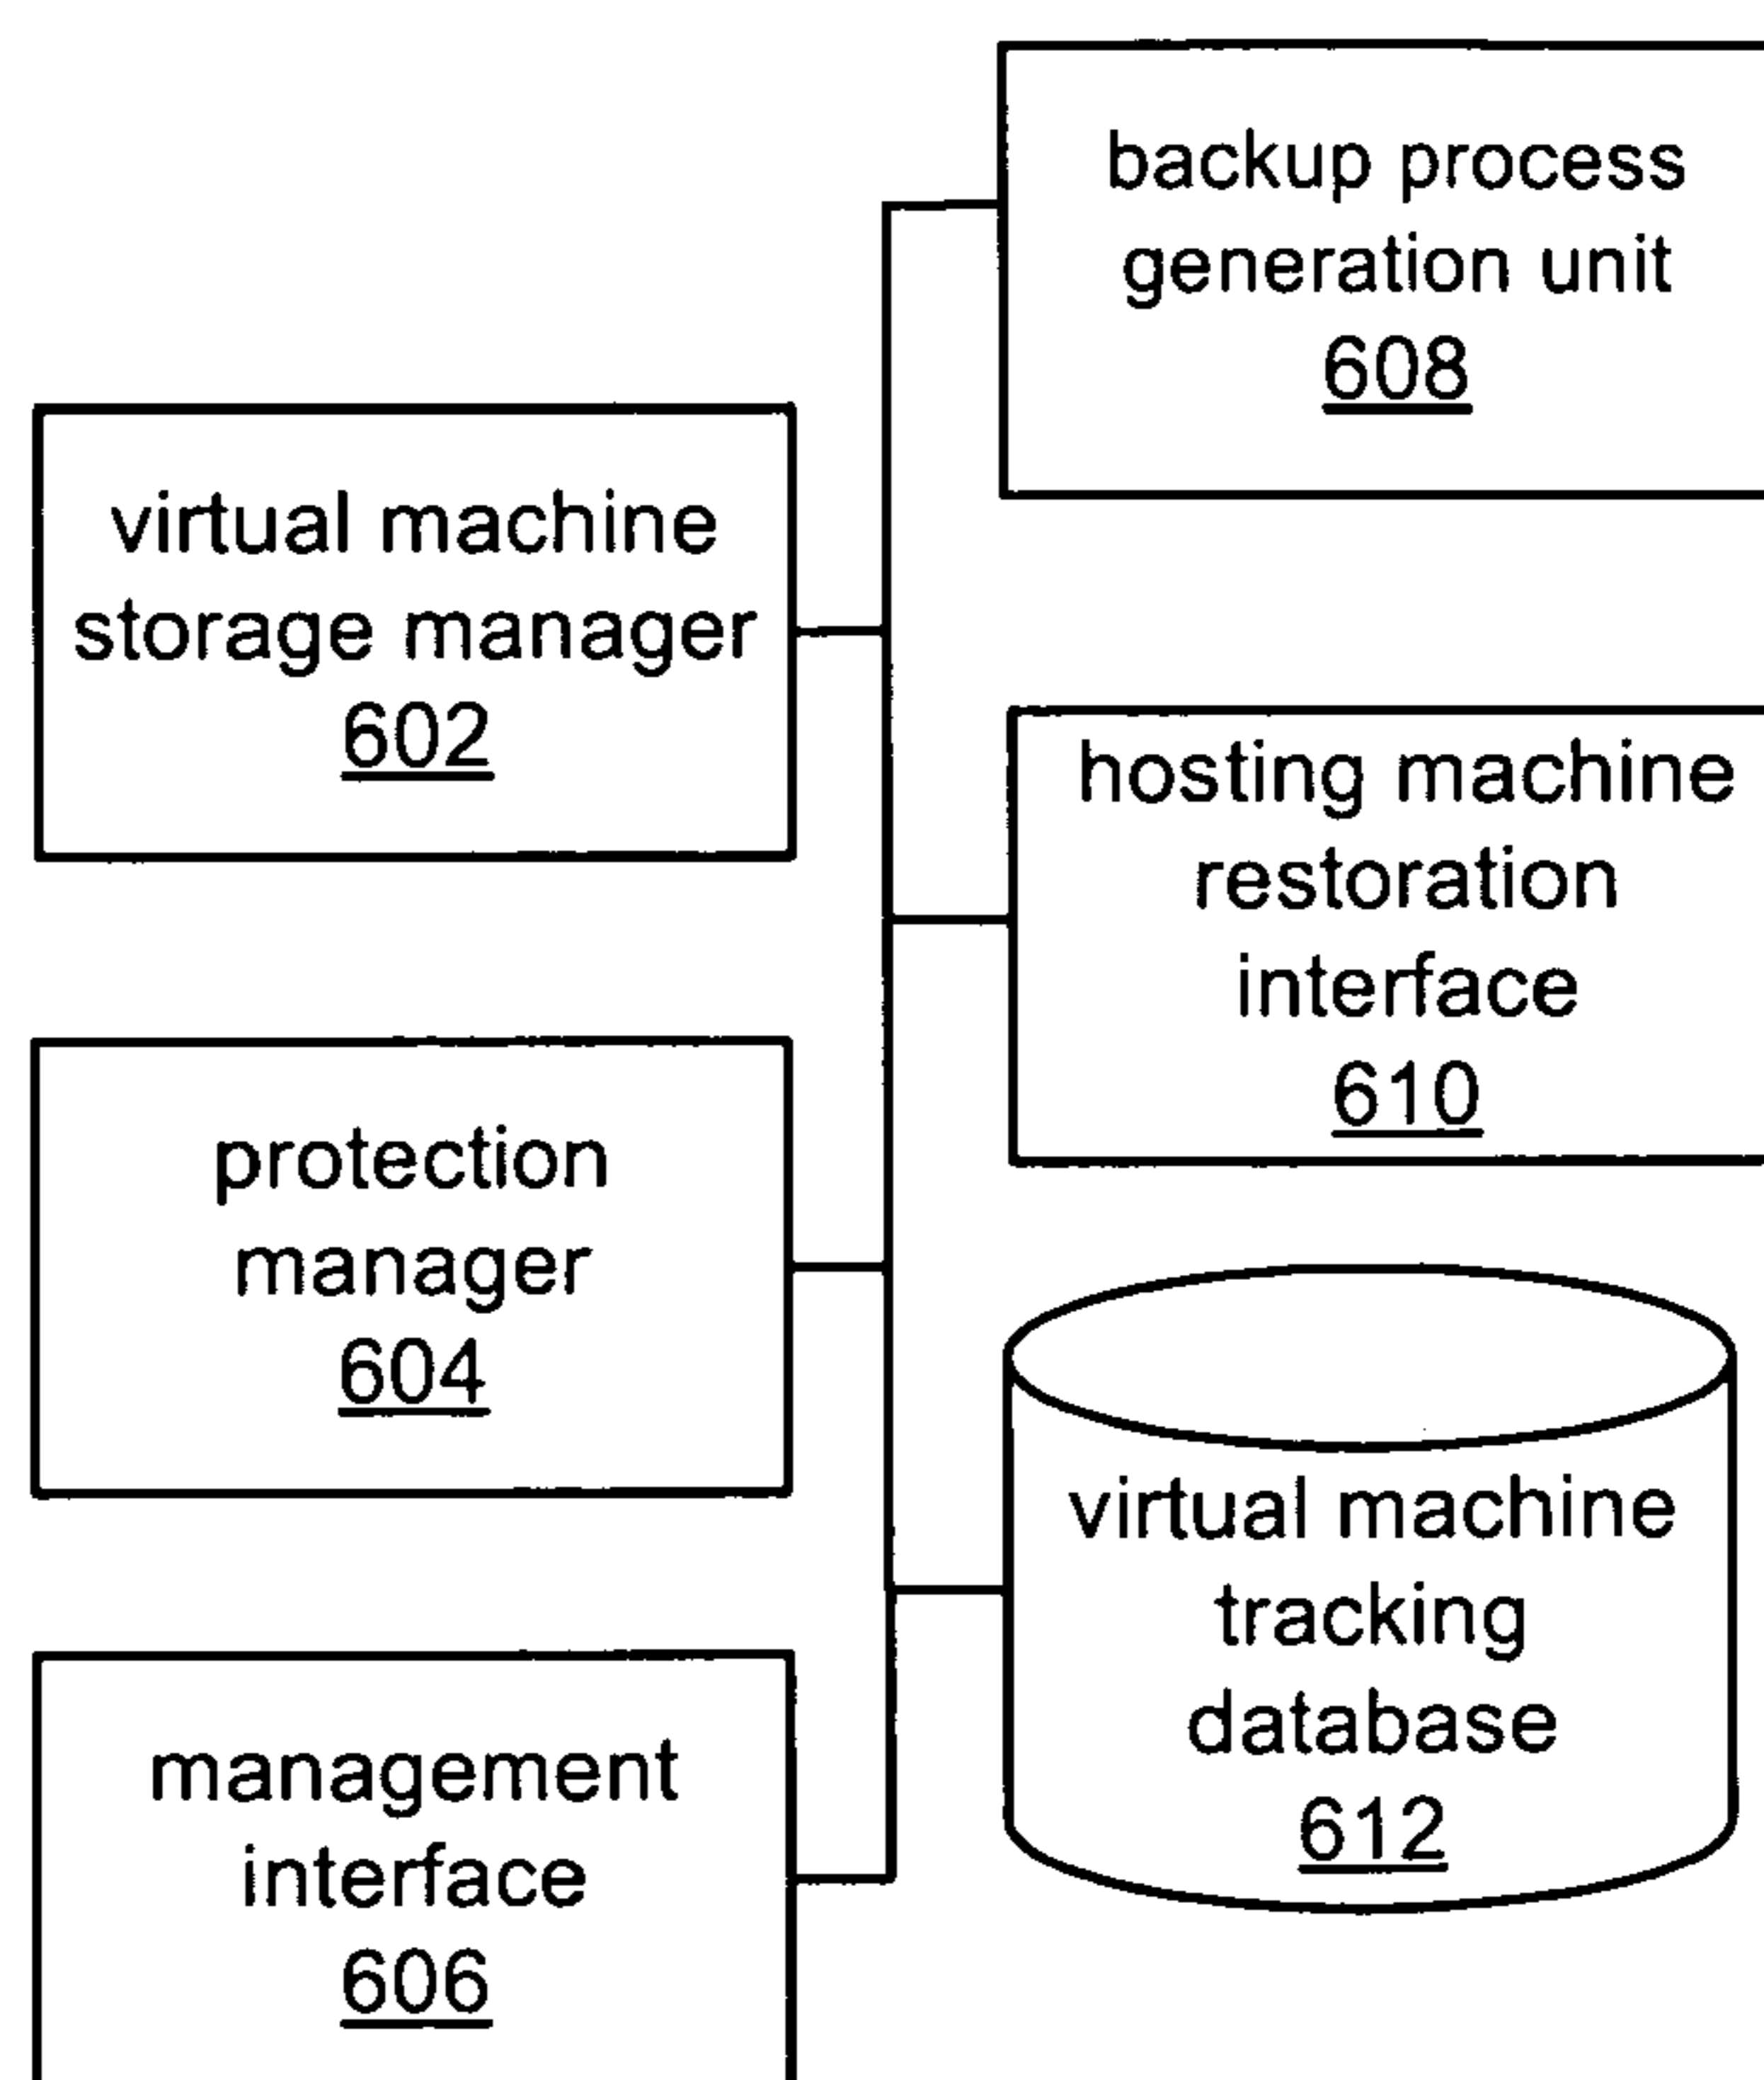 backup process
generation unit
608
virtual machine
storage manager
602
hosting machine
restoration
interface
610
protection
manager
604
virtual machine
tracking
database
612
management
interface
606